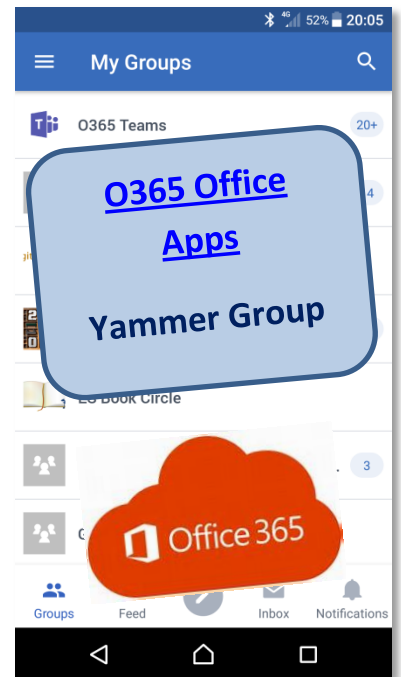 4G 52% 20:05
My Groups
O365 Teams
20+
O365 Office
4
Apps
Yammer Group
Book Circle
3
Office 365
Groups Feed Inbox Notifications